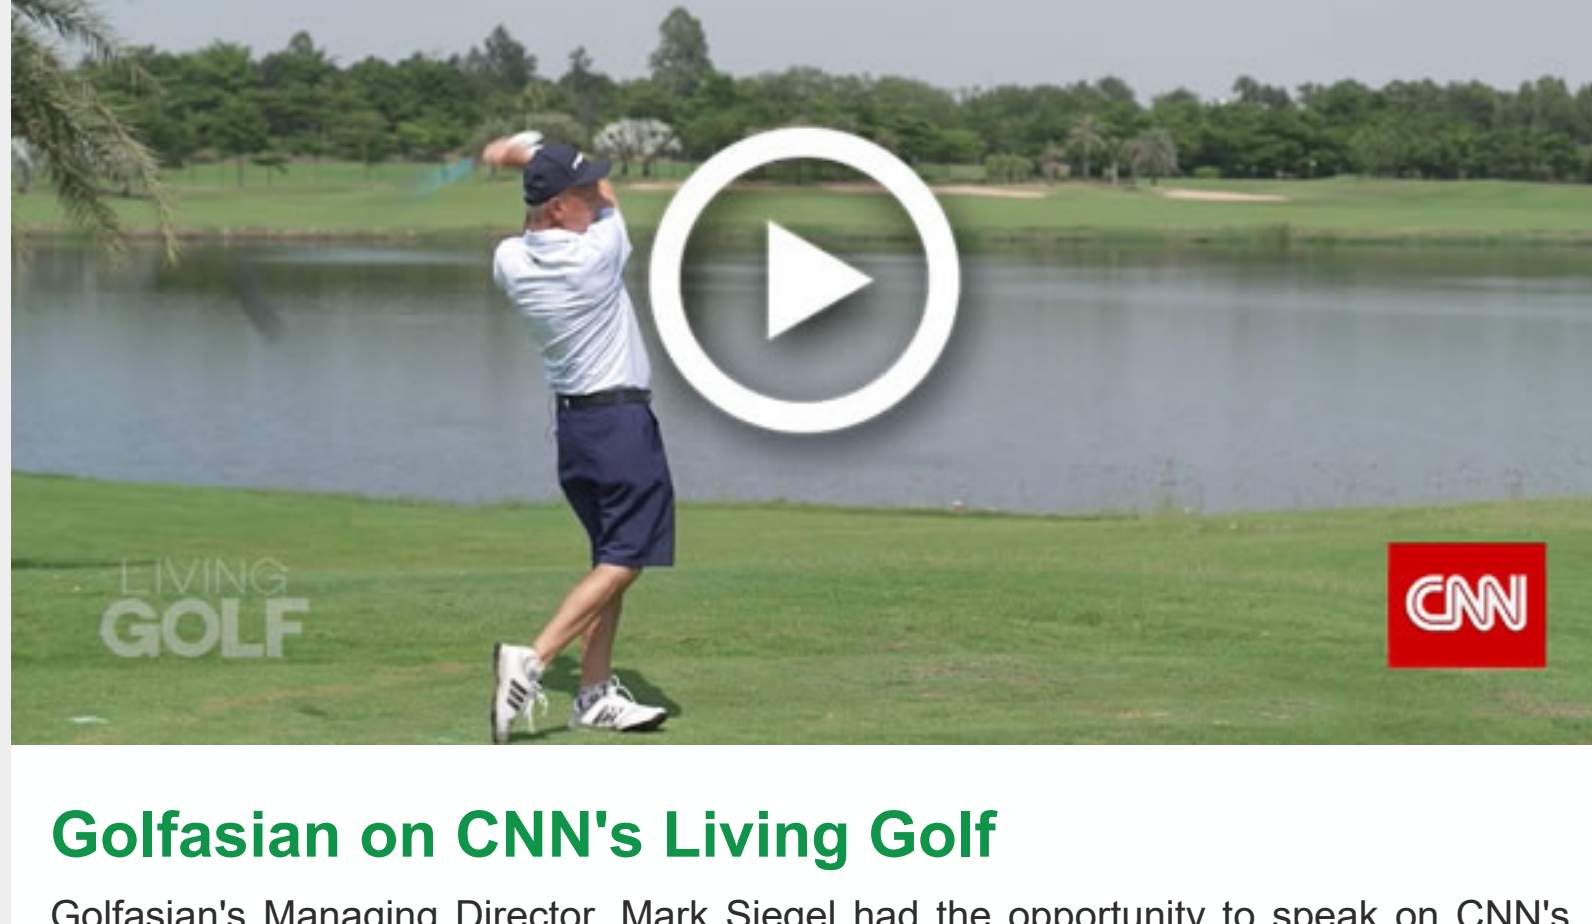 LIVING
GOLF
CNN
Golfasian on CNN's Living Golf
Golfasian's Managing Director, Mark Siegel had the opportunity to speak on CNN's